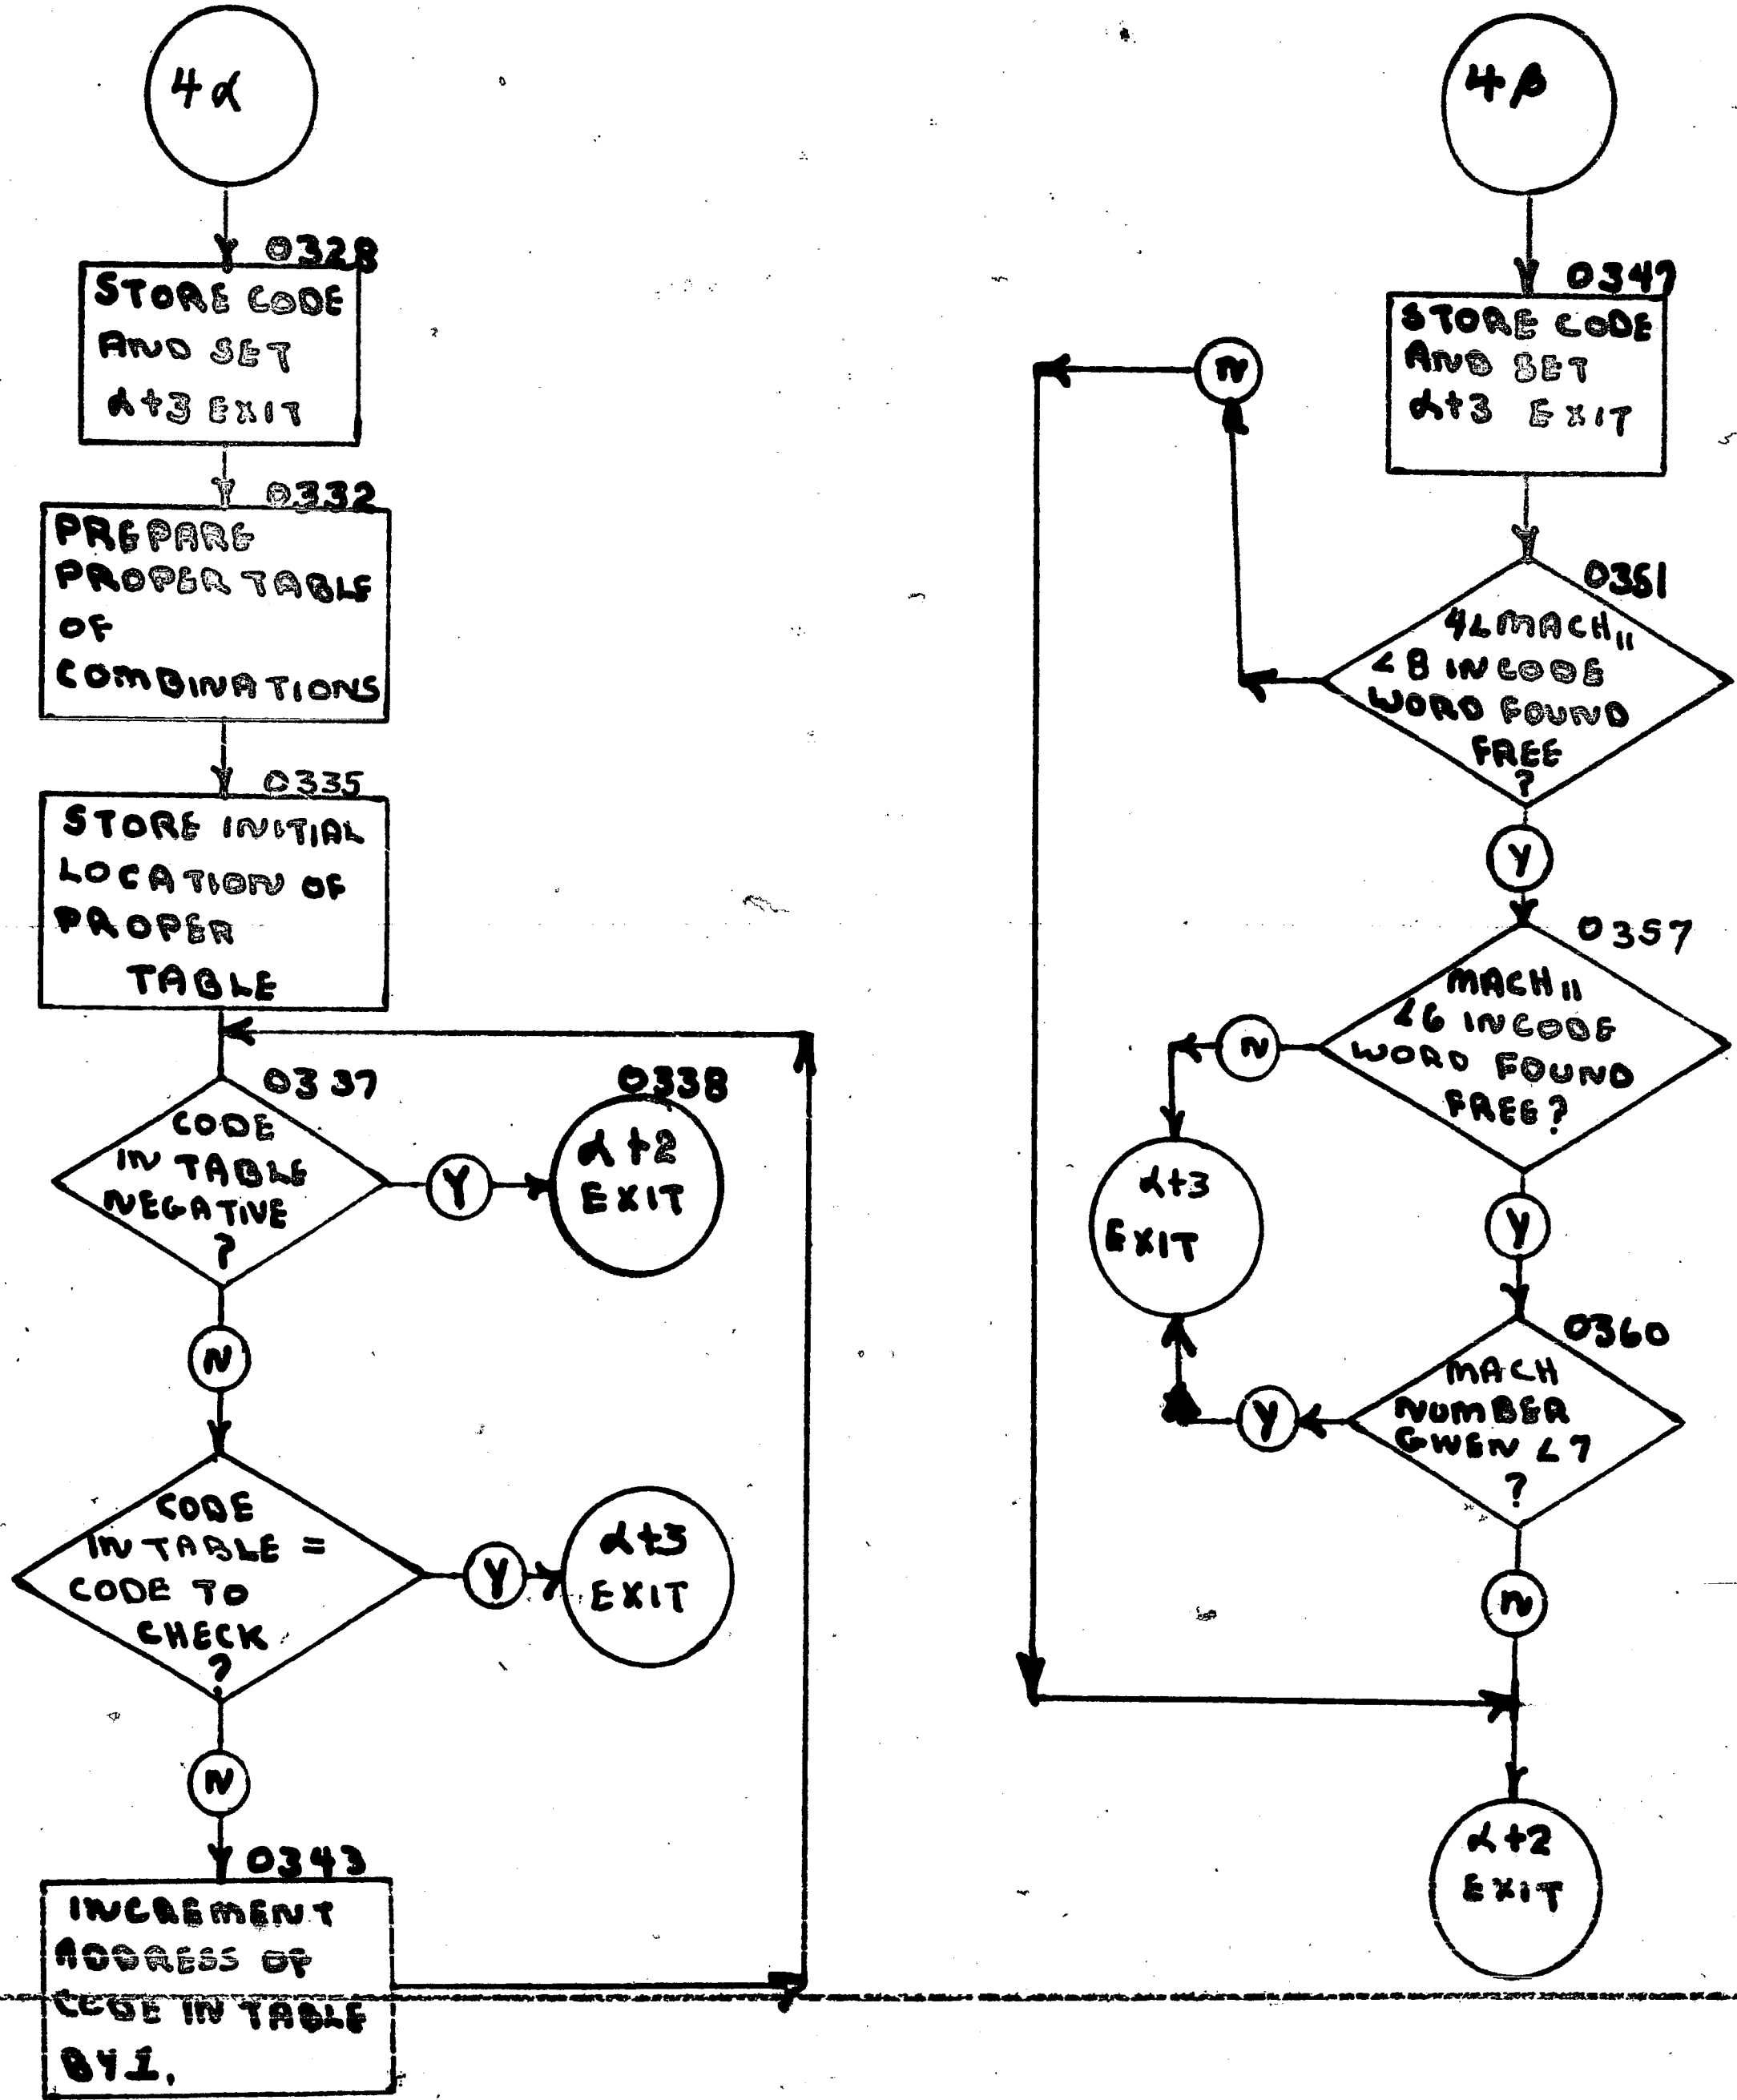 4α
0328
STORE CODE
AND SET
α+3 EXIT
0332
PREPARE
PROPER TABLE
OF
COMBINATIONS
0335
STORE INITIAL
LOCATION OF
PROPER
TABLE
0337
CODE
IN TABLE
NEGATIVE
?
Y
0338
α+2
EXIT
N
CODE
IN TABLE =
CODE TO
CHECK
?
Y
α+3
EXIT
N
0343
INCREMENT
ADDRESS OF
CODE IN TABLE
BY 1.
4β
0347
STORE CODE
AND SET
α+3 EXIT
0351
4<MACH11
<8 IN CODE
WORD FOUND
FREE
?
N
Y
0357
MACH11
<6 IN CODE
WORD FOUND
FREE?
N
α+3
EXIT
Y
0360
MACH
NUMBER
GIVEN <7
?
Y
N
α+2
EXIT